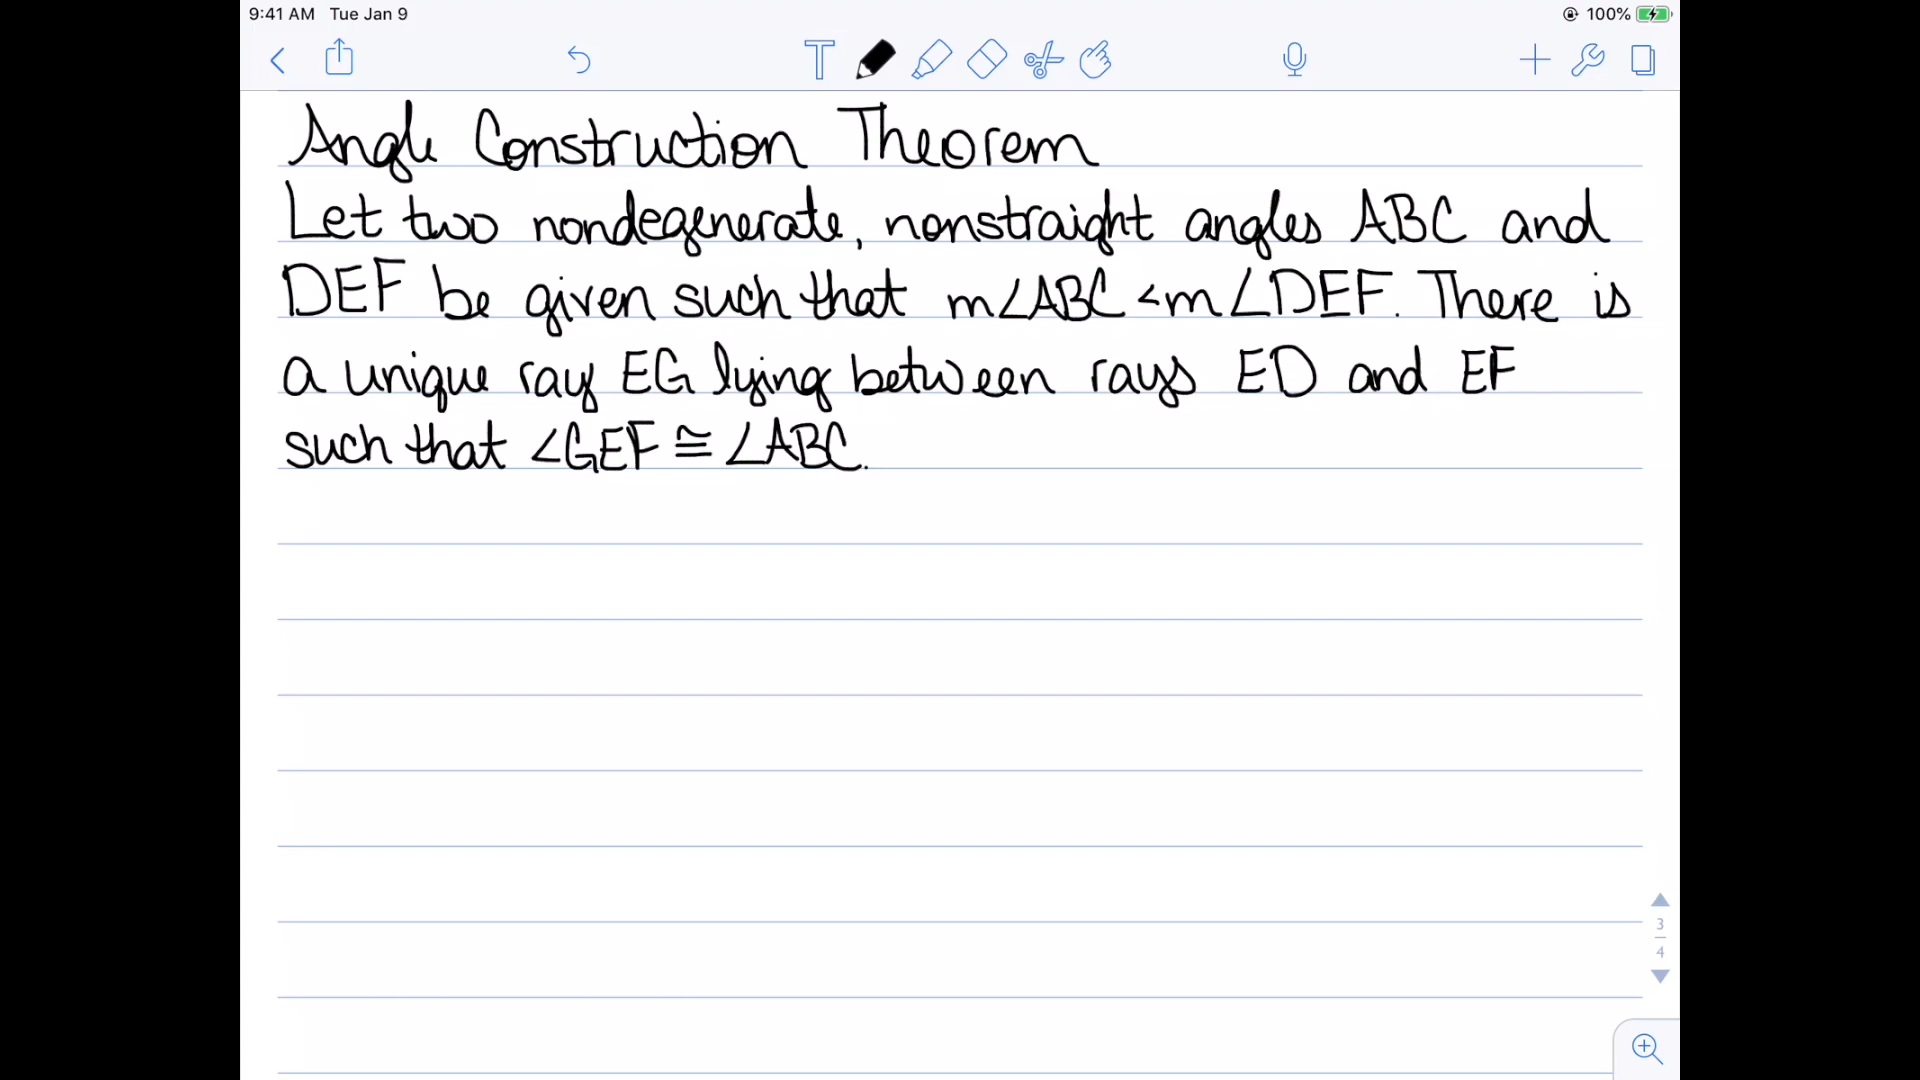 9:41 AM Tue Jan 9 100%
Angle Construction Theorem
Let two nondegenerate, nonstraight angles ABC and
DEF be given such that m∠ABC < m∠DEF. There is
a unique ray EG lying between rays ED and EF
such that ∠GEF ≅ ∠ABC.
3
4